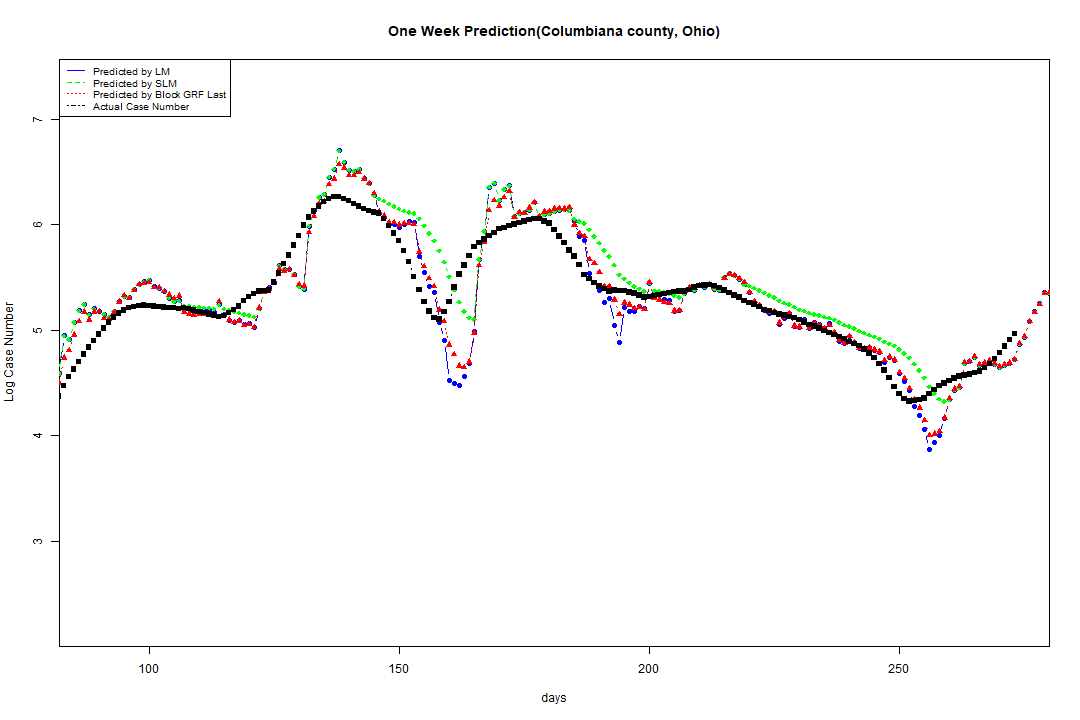 One Week Prediction(Columbiana county, Ohio)
Predicted by LM
Predicted by SLM
Predicted by Block GRF Last
Actual Case Number
7
6
5
4
3
Log Case Number
100 150 200 250
days